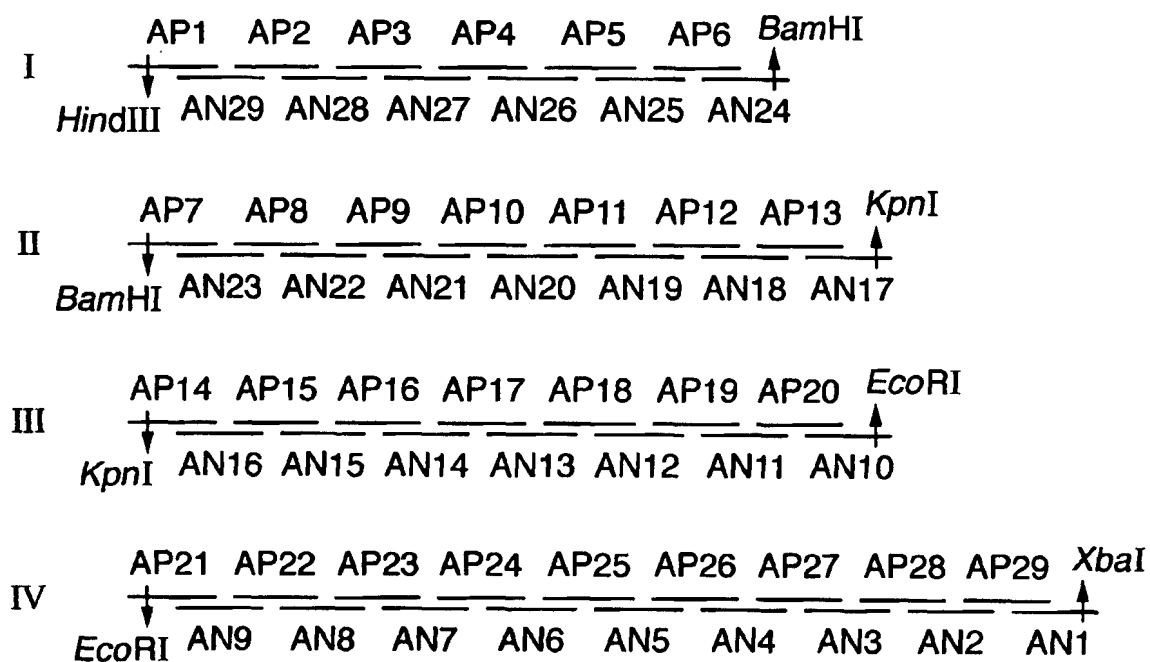 AP1 AP2 AP3 AP4 AP5 AP6 BamHI
I
HindIII AN29 AN28 AN27 AN26 AN25 AN24
AP7 AP8 AP9 AP10 AP11 AP12 AP13 KpnI
II
BamHI AN23 AN22 AN21 AN20 AN19 AN18 AN17
AP14 AP15 AP16 AP17 AP18 AP19 AP20 EcoRI
III
KpnI AN16 AN15 AN14 AN13 AN12 AN11 AN10
AP21 AP22 AP23 AP24 AP25 AP26 AP27 AP28 AP29 XbaI
IV
EcoRI AN9 AN8 AN7 AN6 AN5 AN4 AN3 AN2 AN1